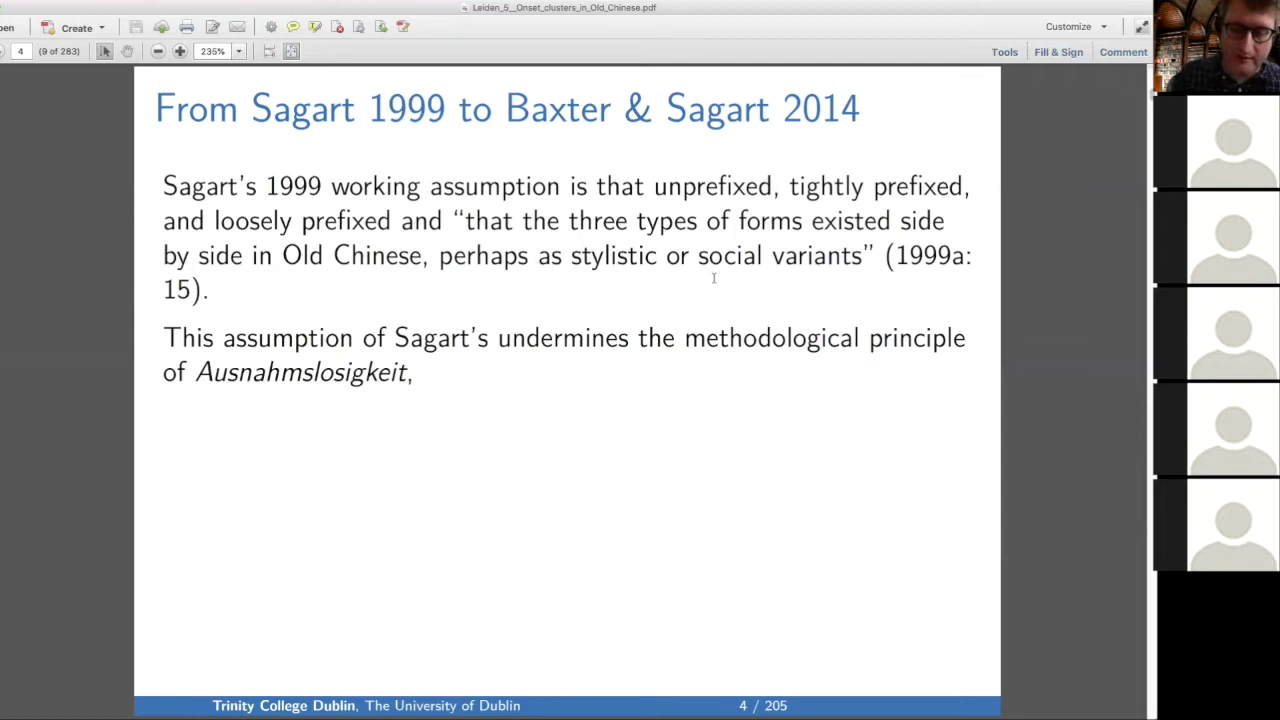 Leiden_5__Onset_clusters_in_Old_Chinese.pdf
pen Create Customize
4 (9 of 283) 235% Tools Fill & Sign Comment
From Sagart 1999 to Baxter & Sagart 2014
Sagart's 1999 working assumption is that unprefixed, tightly prefixed,
and loosely prefixed and “that the three types of forms existed side
by side in Old Chinese, perhaps as stylistic or social variants” (1999a:
15).
This assumption of Sagart's undermines the methodological principle
of Ausnahmslosigkeit,
Trinity College Dublin, The University of Dublin 4 / 205